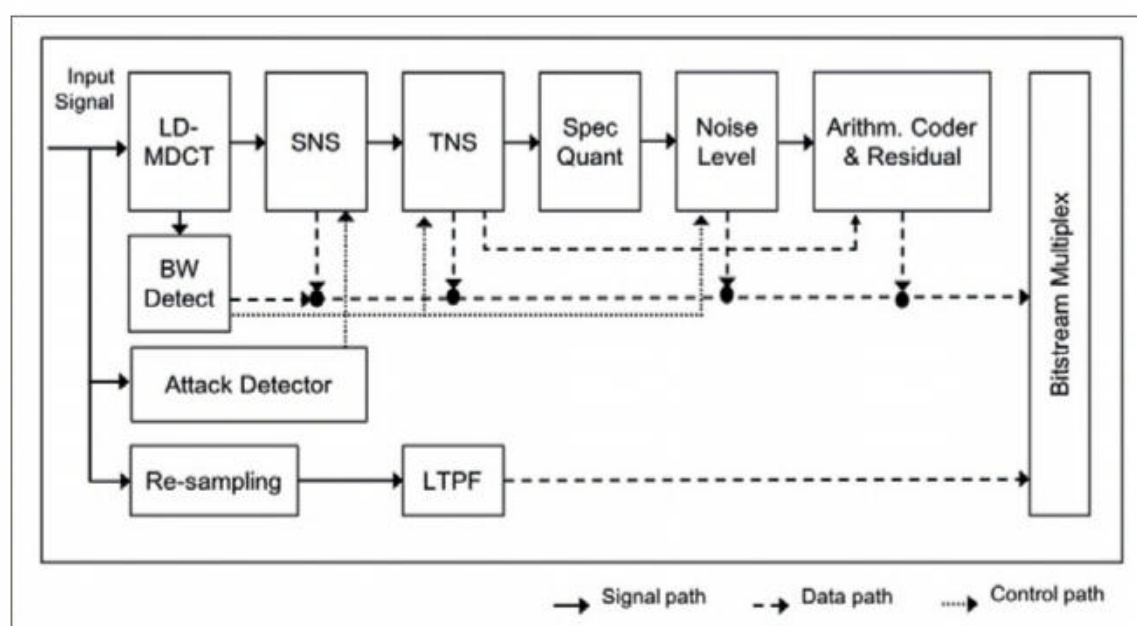 Input
Signal
LD-
MDCT
SNS
TNS
Spec
Quant
Noise
Level
Arithm. Coder
& Residual
BW
Detect
Attack Detector
Re-sampling
LTPF
Bitstream Multiplex
Signal path
Data path
Control path